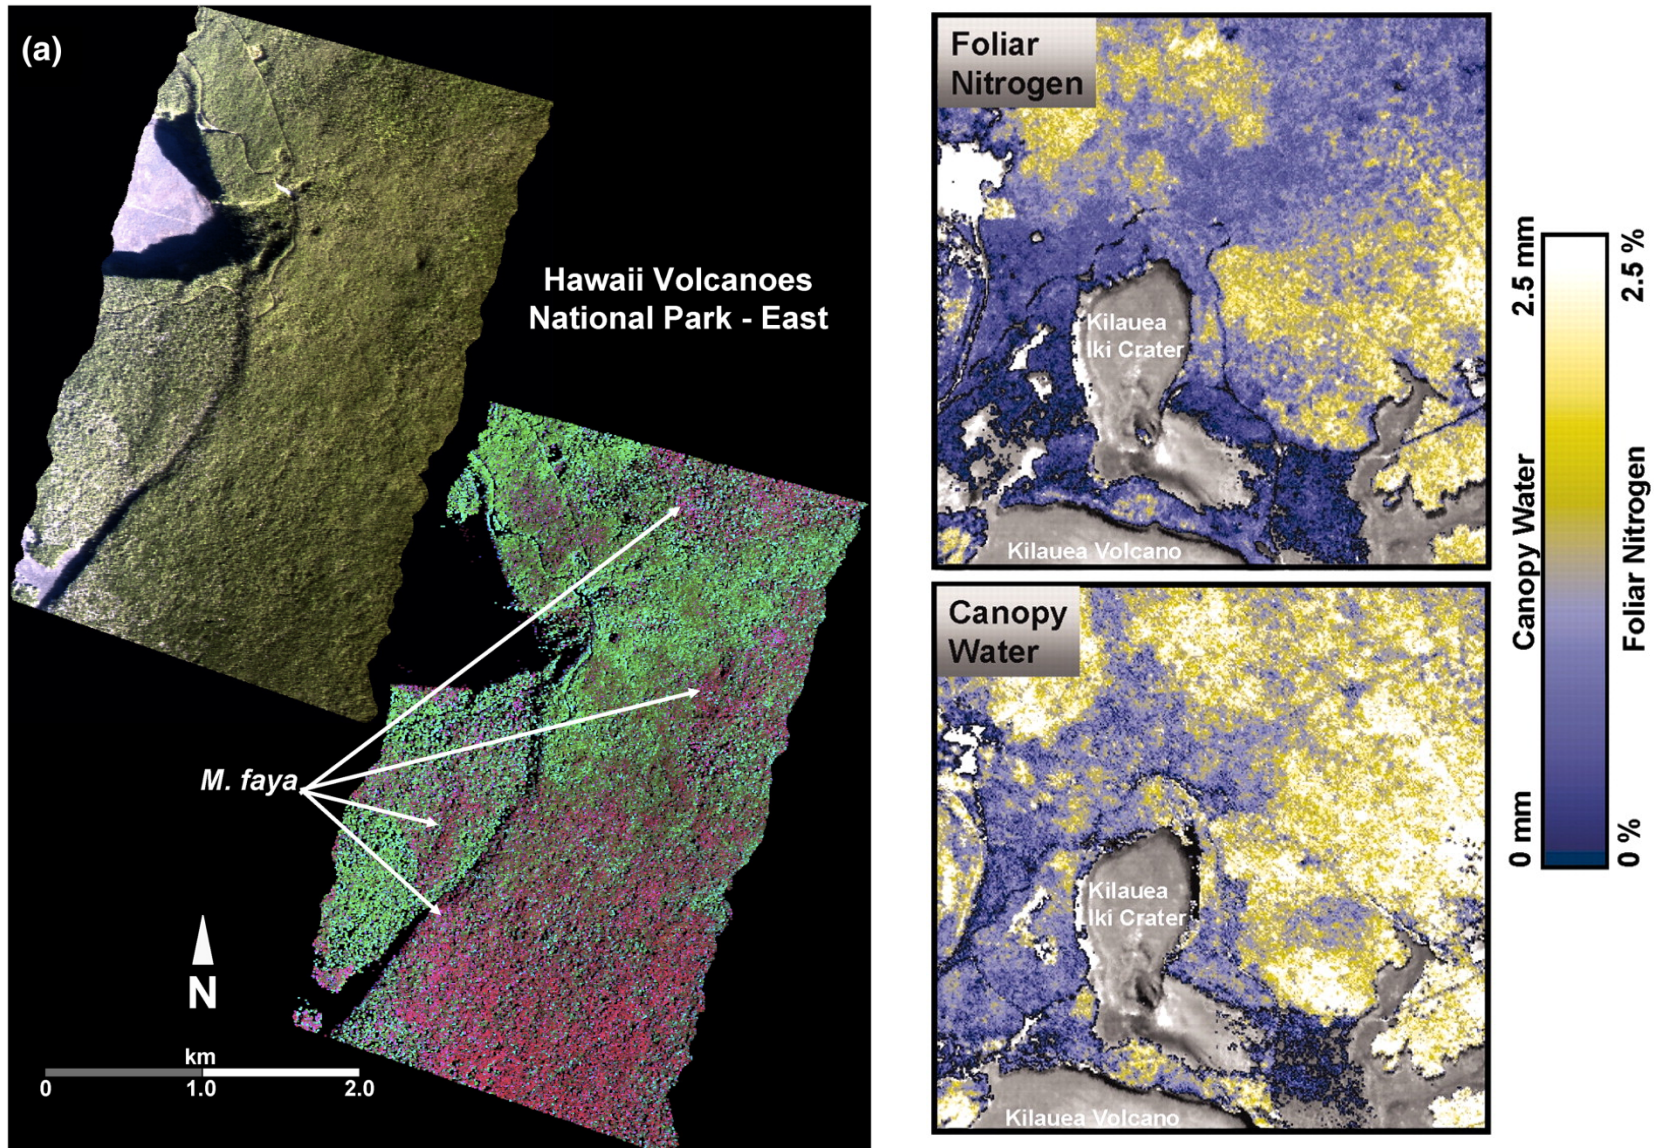 (a)
Hawaii Volcanoes
National Park - East
M. faya
N
km
0 1.0 2.0
Foliar
Nitrogen
Kilauea
Iki Crater
Kilauea Volcano
Canopy
Water
Kilauea
Iki Crater
Kilauea Volcano
0 mm Canopy Water 2.5 mm
0 % Foliar Nitrogen 2.5 %